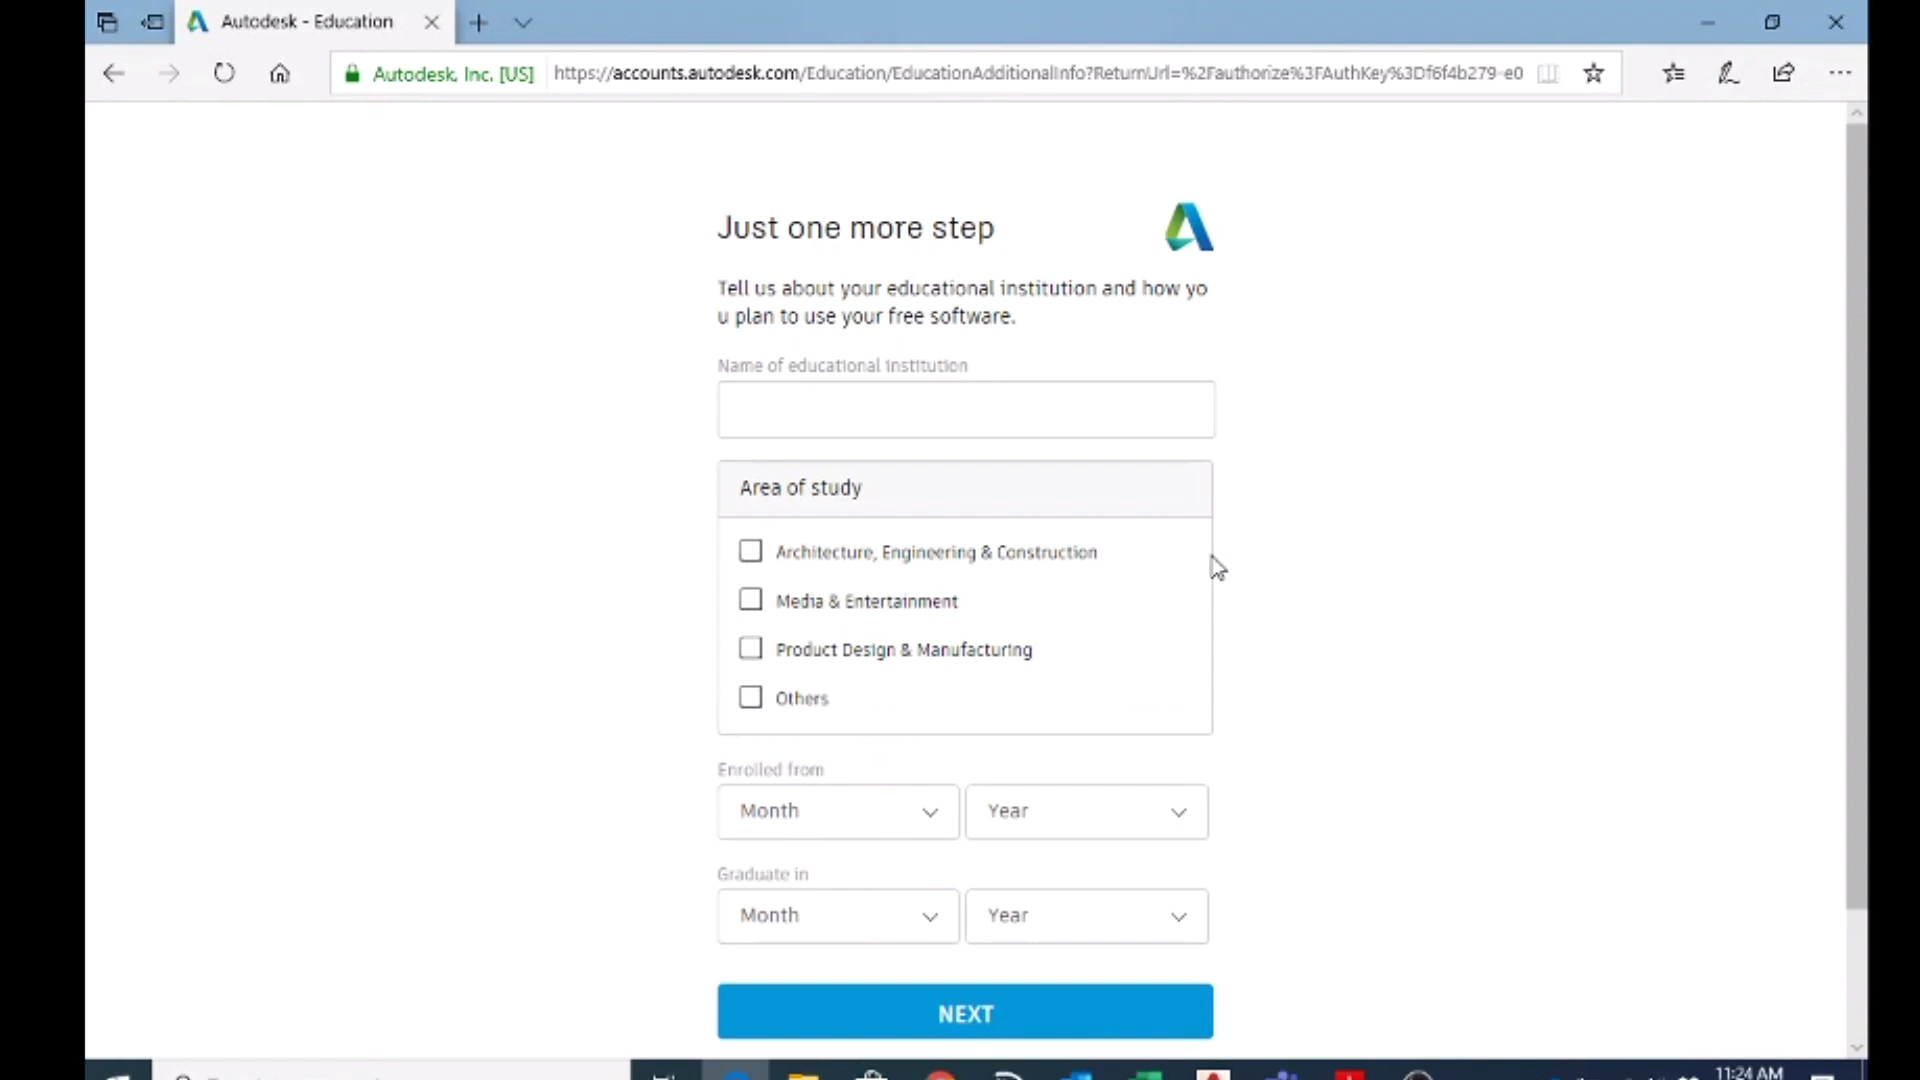 Autodesk - Education
Autodesk, Inc. [US]
https://accounts.autodesk.com/Education/EducationAdditionalInfo?ReturnUrl=%2Fauthorize%3FAuthKey%3Df6f4b279-e0
Just one more step
Tell us about your educational institution and how yo
u plan to use your free software.
Name of educational institution
Area of study
Architecture, Engineering & Construction
Media & Entertainment
Product Design & Manufacturing
Others
Enrolled from
Month
Year
Graduate in
Month
Year
NEXT
11:24 AM